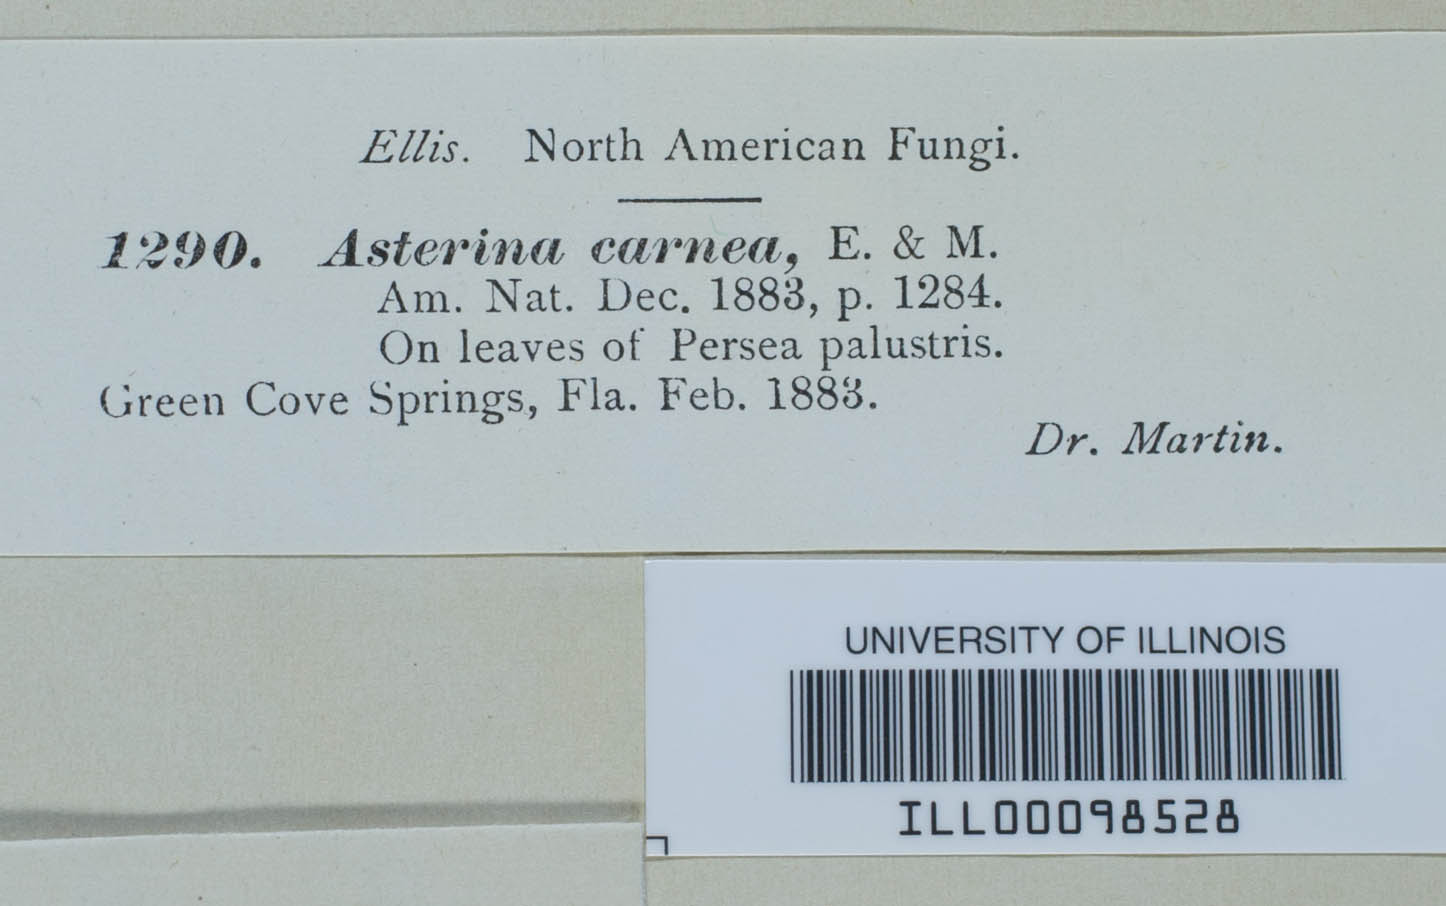 Ellis. North American Fungi.
1290. Asterina carnea, E. & M.
Am. Nat. Dec. 1883, p. 1284.
On leaves of Persea palustris.
Green Cove Springs, Fla. Feb. 1883.
Dr. Martin.
UNIVERSITY OF ILLINOIS
ILL00098528